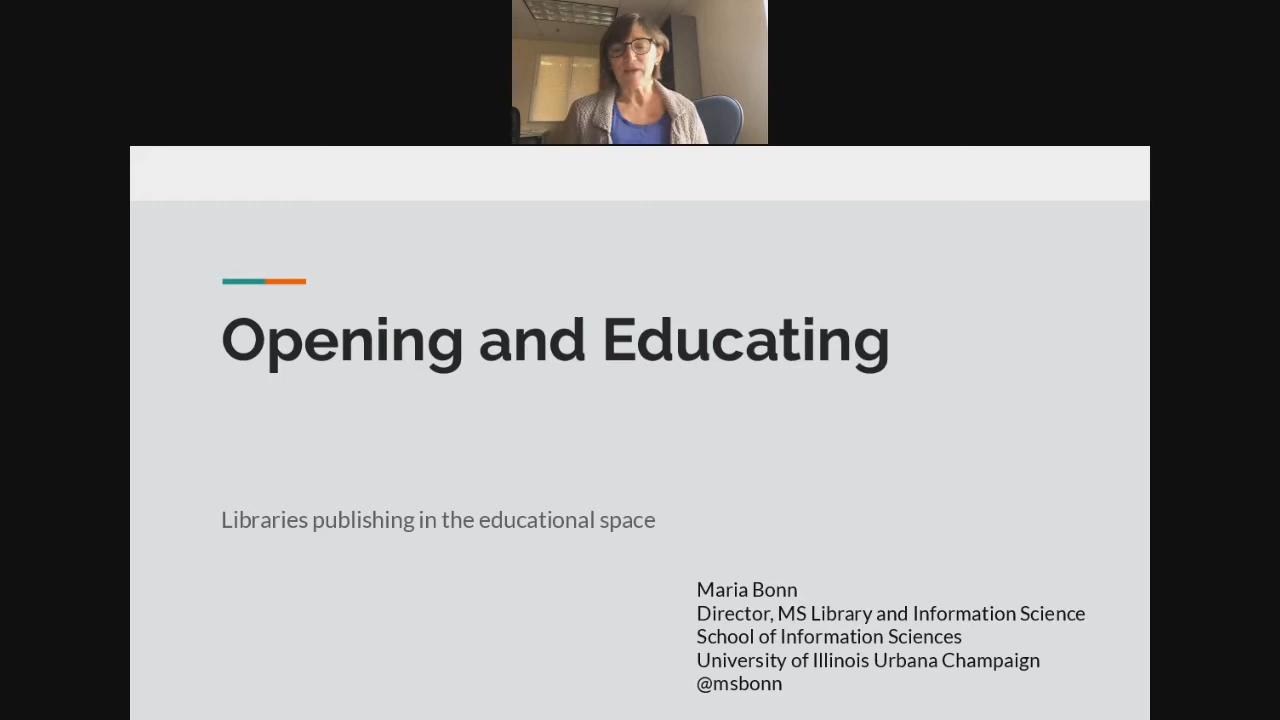 Opening and Educating
Libraries publishing in the educational space
Maria Bonn
Director, MS Library and Information Science
School of Information Sciences
University of Illinois Urbana Champaign
@msbonn